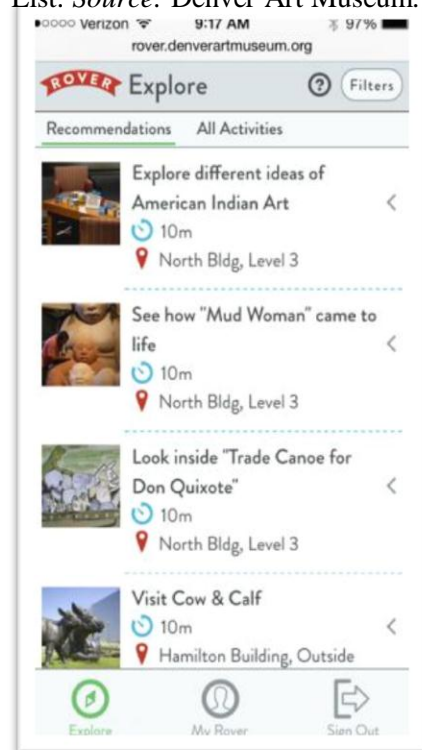 List. Source: Denver Art Museum.
Verizon 9:17 AM 97%
rover.denverartmuseum.org
ROVER Explore ? Filters
Recommendations All Activities
Explore different ideas of
American Indian Art
10m
North Bldg, Level 3
See how "Mud Woman" came to
life
10m
North Bldg, Level 3
Look inside "Trade Canoe for
Don Quixote"
10m
North Bldg, Level 3
Visit Cow & Calf
10m
Hamilton Building, Outside
Explore My Rover Sign Out